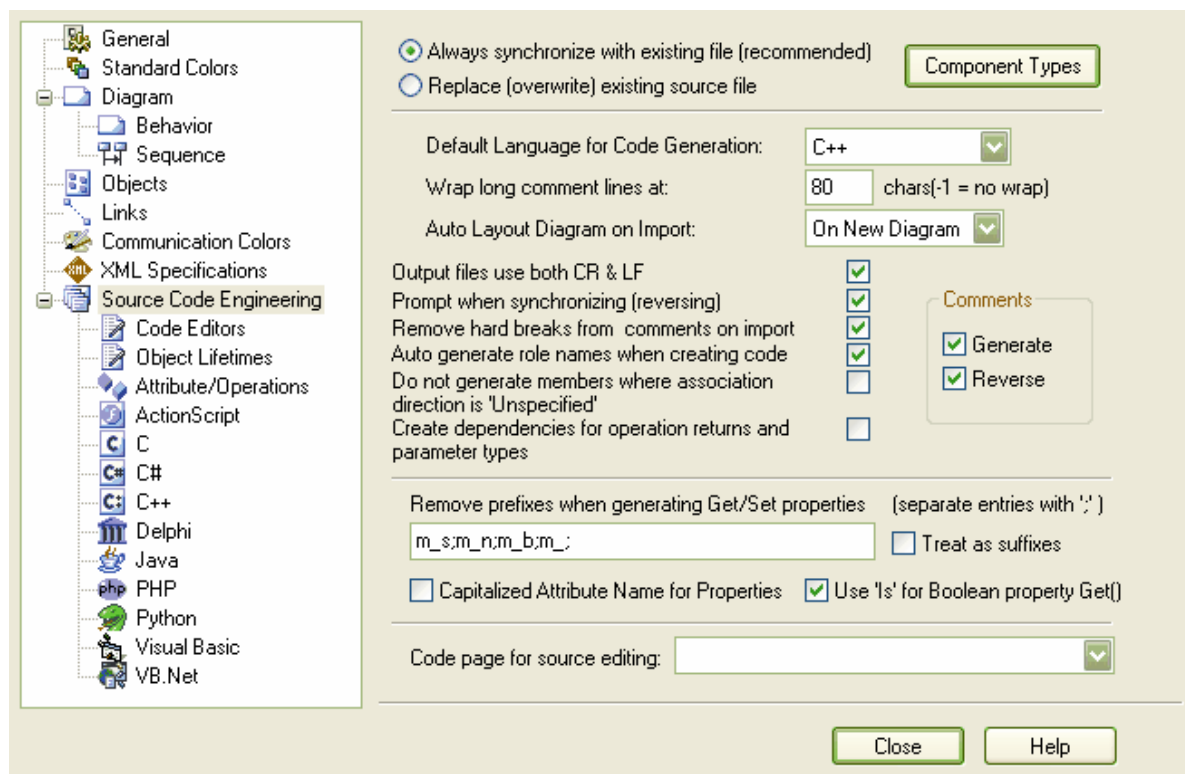 General
Standard Colors
Diagram
Behavior
Sequence
Objects
Links
Communication Colors
XML Specifications
Source Code Engineering
Code Editors
Object Lifetimes
Attribute/Operations
ActionScript
C
C#
C++
Delphi
Java
PHP
Python
Visual Basic
VB.Net
Always synchronize with existing file (recommended)
Replace (overwrite) existing source file
Component Types
Default Language for Code Generation: C++
Wrap long comment lines at: 80 chars(-1 = no wrap)
Auto Layout Diagram on Import: On New Diagram
Output files use both CR & LF
Prompt when synchronizing (reversing)
Remove hard breaks from comments on import
Auto generate role names when creating code
Do not generate members where association
direction is 'Unspecified'
Create dependencies for operation returns and
parameter types
Comments
Generate
Reverse
Remove prefixes when generating Get/Set properties (separate entries with ';' )
m_s;m_n;m_b;m_;
Treat as suffixes
Capitalized Attribute Name for Properties
Use 'Is' for Boolean property Get()
Code page for source editing:
Close
Help